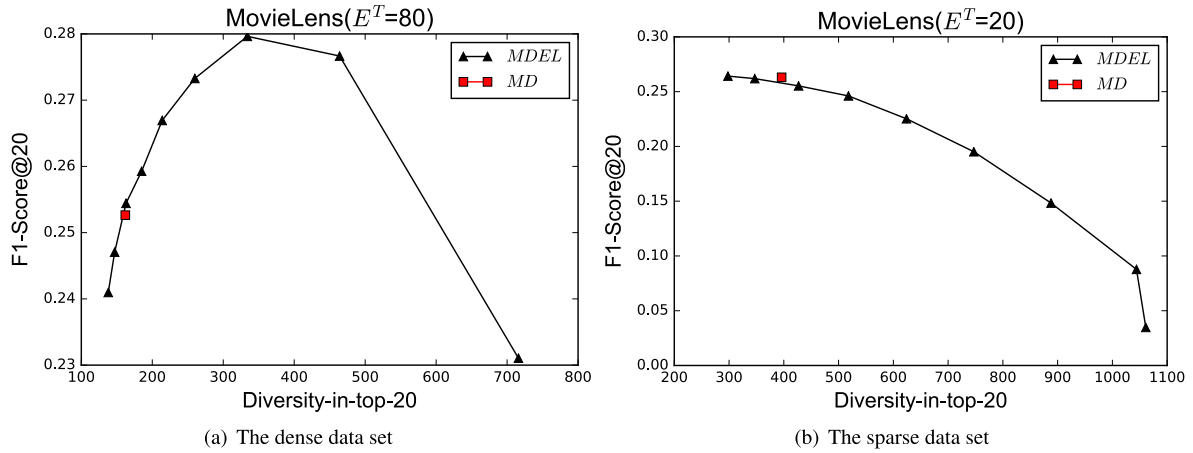 MovieLens(E^T=80)
0.28
0.27
0.26
0.25
0.24
0.23
F1-Score@20
MDEL
MD
100 200 300 400 500 600 700 800
Diversity-in-top-20
(a) The dense data set
MovieLens(E^T=20)
0.30
0.25
0.20
0.15
0.10
0.05
0.00
F1-Score@20
MDEL
MD
200 300 400 500 600 700 800 900 1000 1100
Diversity-in-top-20
(b) The sparse data set